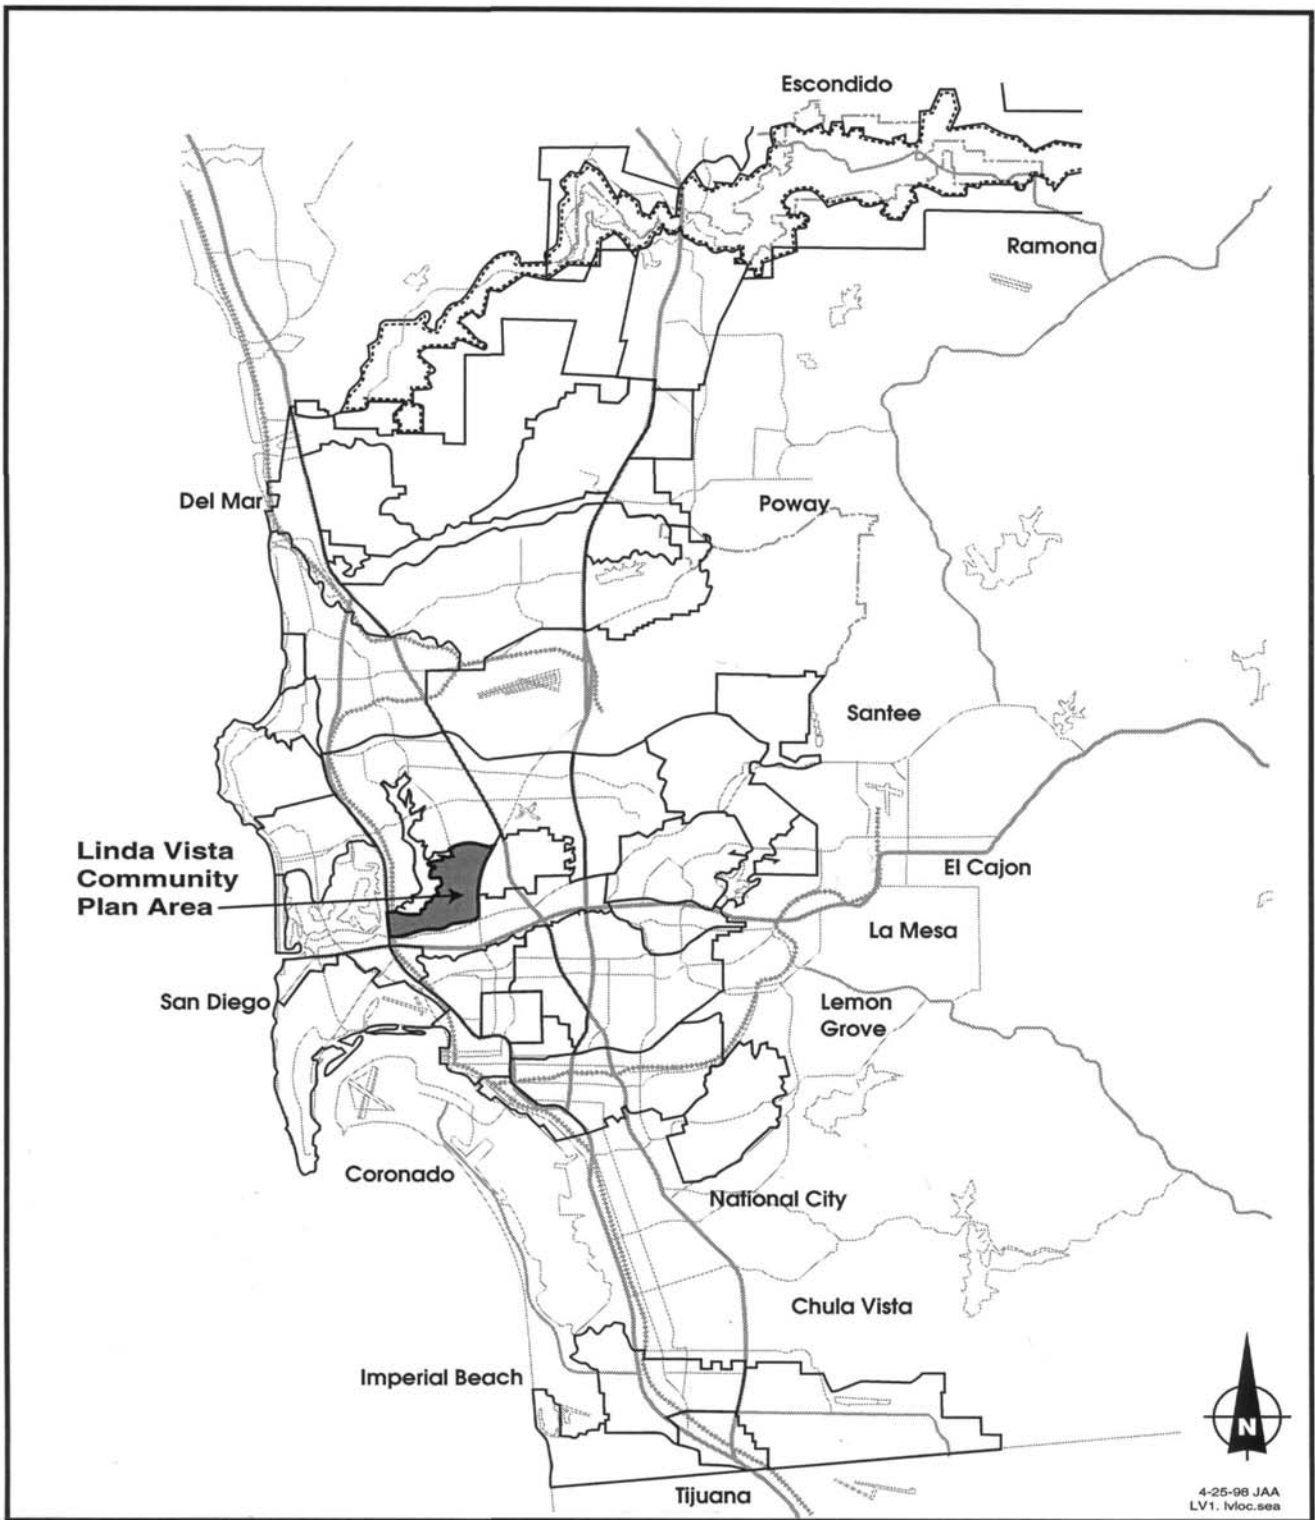 Escondido
Ramona
Del Mar
Poway
Santee
Linda Vista
Community
Plan Area
El Cajon
La Mesa
San Diego
Lemon
Grove
Coronado
National City
Chula Vista
Imperial Beach
N
Tijuana
4-25-98 JAA
LV1. lvloc.sea